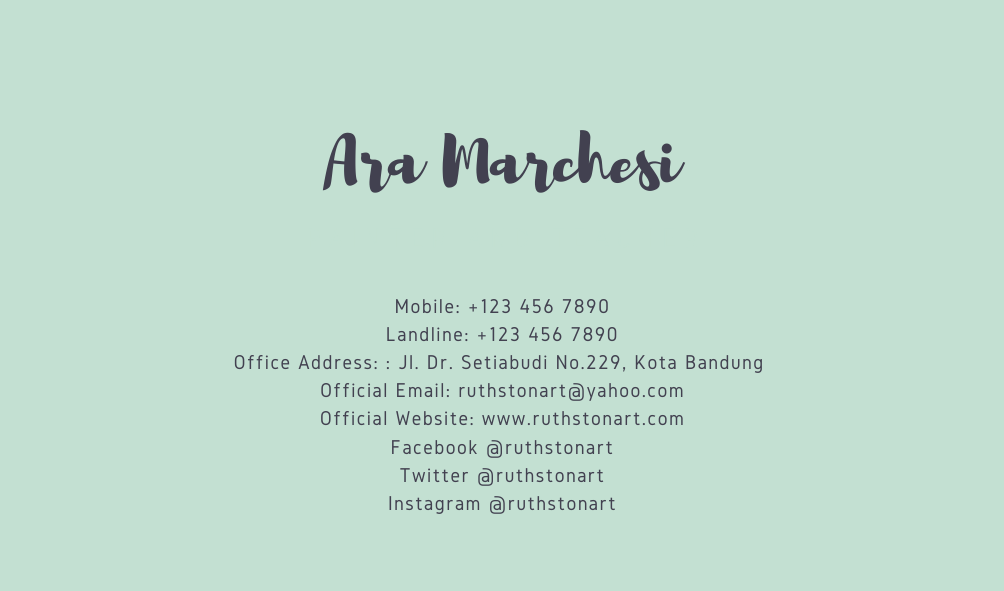 Ara Marchesi
Mobile: +123 456 7890
Landline: +123 456 7890
Office Address: : Jl. Dr. Setiabudi No.229, Kota Bandung
Official Email: ruthstonart@yahoo.com
Official Website: www.ruthstonart.com
Facebook @ruthstonart
Twitter @ruthstonart
Instagram @ruthstonart